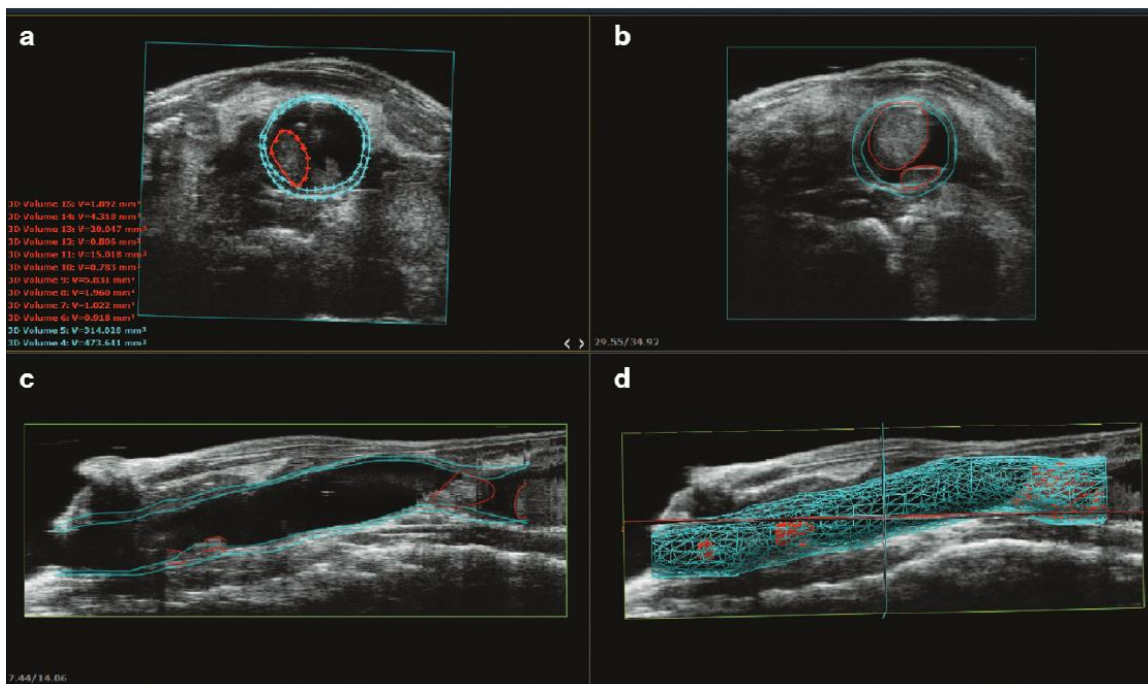 a
b
3D Volume 15: V=1.892 mm³
3D Volume 14: V=4.318 mm³
3D Volume 13: V=20.047 mm³
3D Volume 12: V=0.806 mm³
3D Volume 11: V=15.018 mm³
3D Volume 10: V=0.783 mm³
3D Volume 9: V=5.831 mm³
3D Volume 8: V=1.960 mm³
3D Volume 7: V=1.022 mm³
3D Volume 6: V=0.918 mm³
3D Volume 5: V=314.028 mm³
3D Volume 4: V=473.641 mm³
29.55/34.92
c
d
7.44/14.06